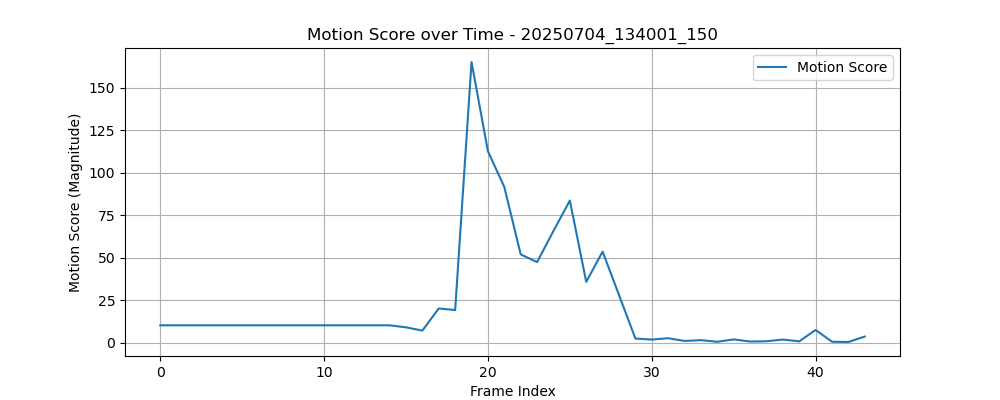 Motion Score over Time - 20250704_134001_150
Motion Score
Motion Score (Magnitude)
150
125
100
75
50
25
0
0 10 20 30 40
Frame Index